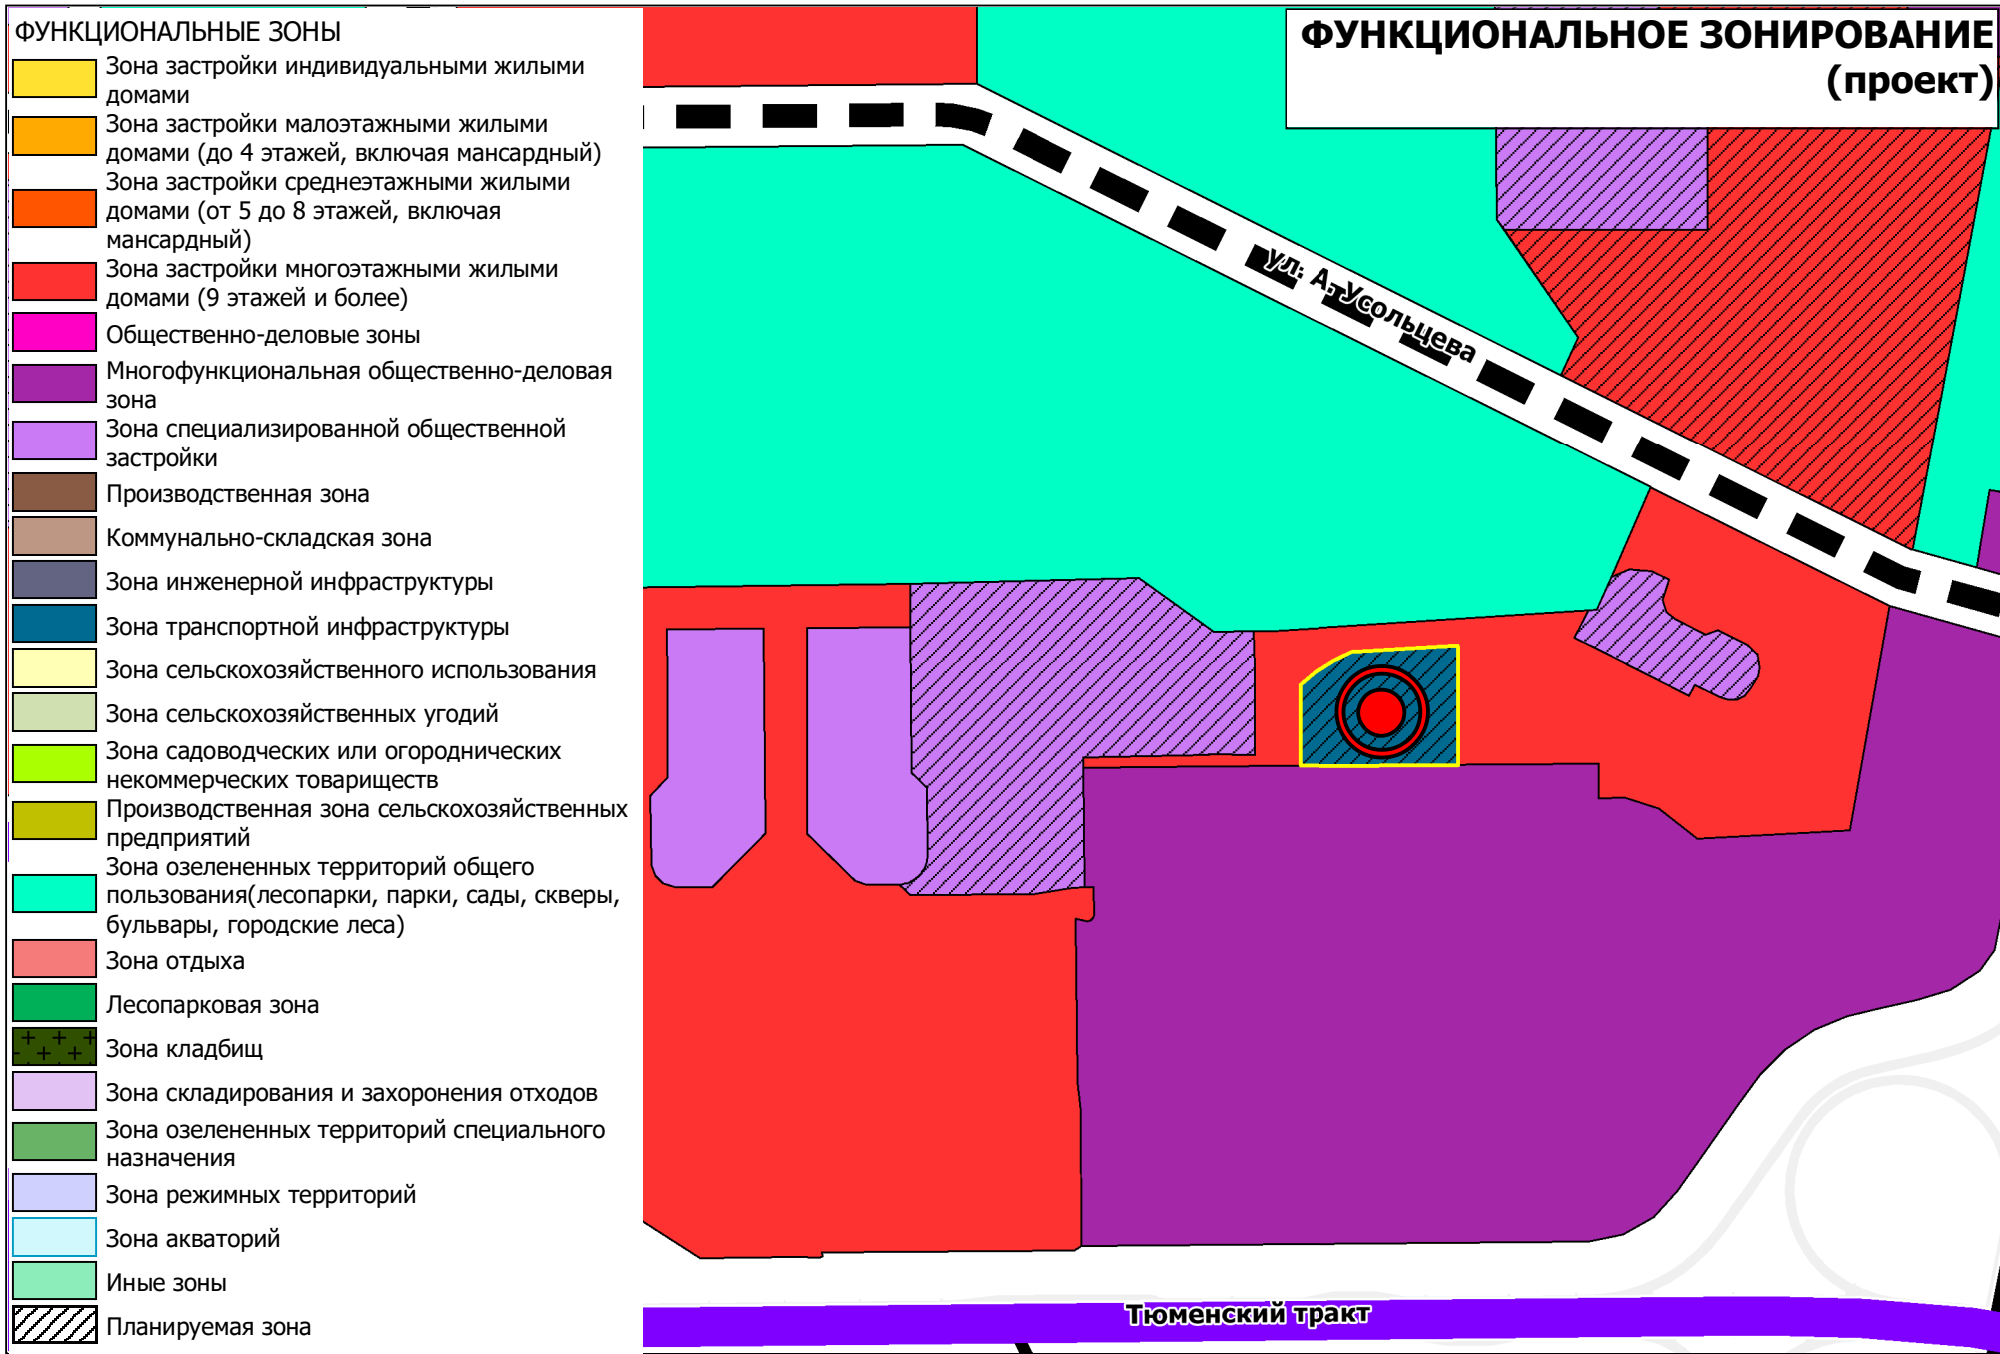 ФУНКЦИОНАЛЬНЫЕ ЗОНЫ
Зона застройки индивидуальными жилыми
домами
Зона застройки малоэтажными жилыми
домами (до 4 этажей, включая мансардный)
Зона застройки среднеэтажными жилыми
домами (от 5 до 8 этажей, включая
мансардный)
Зона застройки многоэтажными жилыми
домами (9 этажей и более)
Общественно-деловые зоны
Многофункциональная общественно-деловая
зона
Зона специализированной общественной
застройки
Производственная зона
Коммунально-складская зона
Зона инженерной инфраструктуры
Зона транспортной инфраструктуры
Зона сельскохозяйственного использования
Зона сельскохозяйственных угодий
Зона садоводческих или огороднических
некоммерческих товариществ
Производственная зона сельскохозяйственных
предприятий
Зона озелененных территорий общего
пользования(лесопарки, парки, сады, скверы,
бульвары, городские леса)
Зона отдыха
Лесопарковая зона
Зона кладбищ
Зона складирования и захоронения отходов
Зона озелененных территорий специального
назначения
Зона режимных территорий
Зона акваторий
Иные зоны
Планируемая зона
ФУНКЦИОНАЛЬНОЕ ЗОНИРОВАНИЕ
(проект)
ул. А. Усольцева
Тюменский тракт